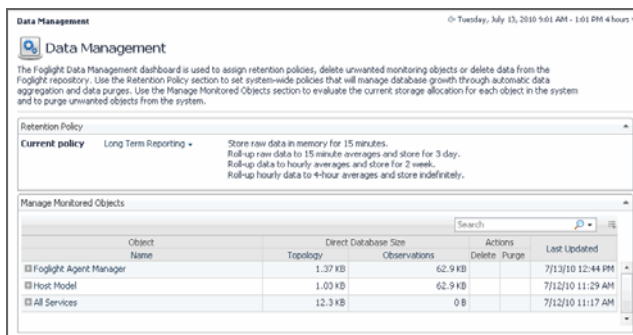 Data Management
Tuesday, July 13, 2010 9:01 AM - 1:01 PM 4 hours
Data Management
The Foglight Data Management dashboard is used to assign retention policies, delete unwanted monitoring objects or delete data from the
Foglight repository. Use the Retention Policy section to set system-wide policies that will manage database growth through automatic data
aggregation and data purges. Use the Manage Monitored Objects section to evaluate the current storage allocation for each object in the system
and to purge unwanted objects from the system.
Retention Policy
Current policy Long Term Reporting Store raw data in memory for 15 minutes.
Roll-up raw data to 15 minute averages and store for 3 day.
Roll-up data to hourly averages and store for 2 week.
Roll-up hourly data to 4-hour averages and store indefinitely.
Manage Monitored Objects
Search
Object Direct Database Size Actions Last Updated
Name Topology Observations Delete Purge
Foglight Agent Manager 1.37 KB 62.9 KB 7/13/10 12:44 PM
Host Model 1.03 KB 62.9 KB 7/12/10 11:29 AM
All Services 12.3 KB 0 B 7/12/10 11:17 AM